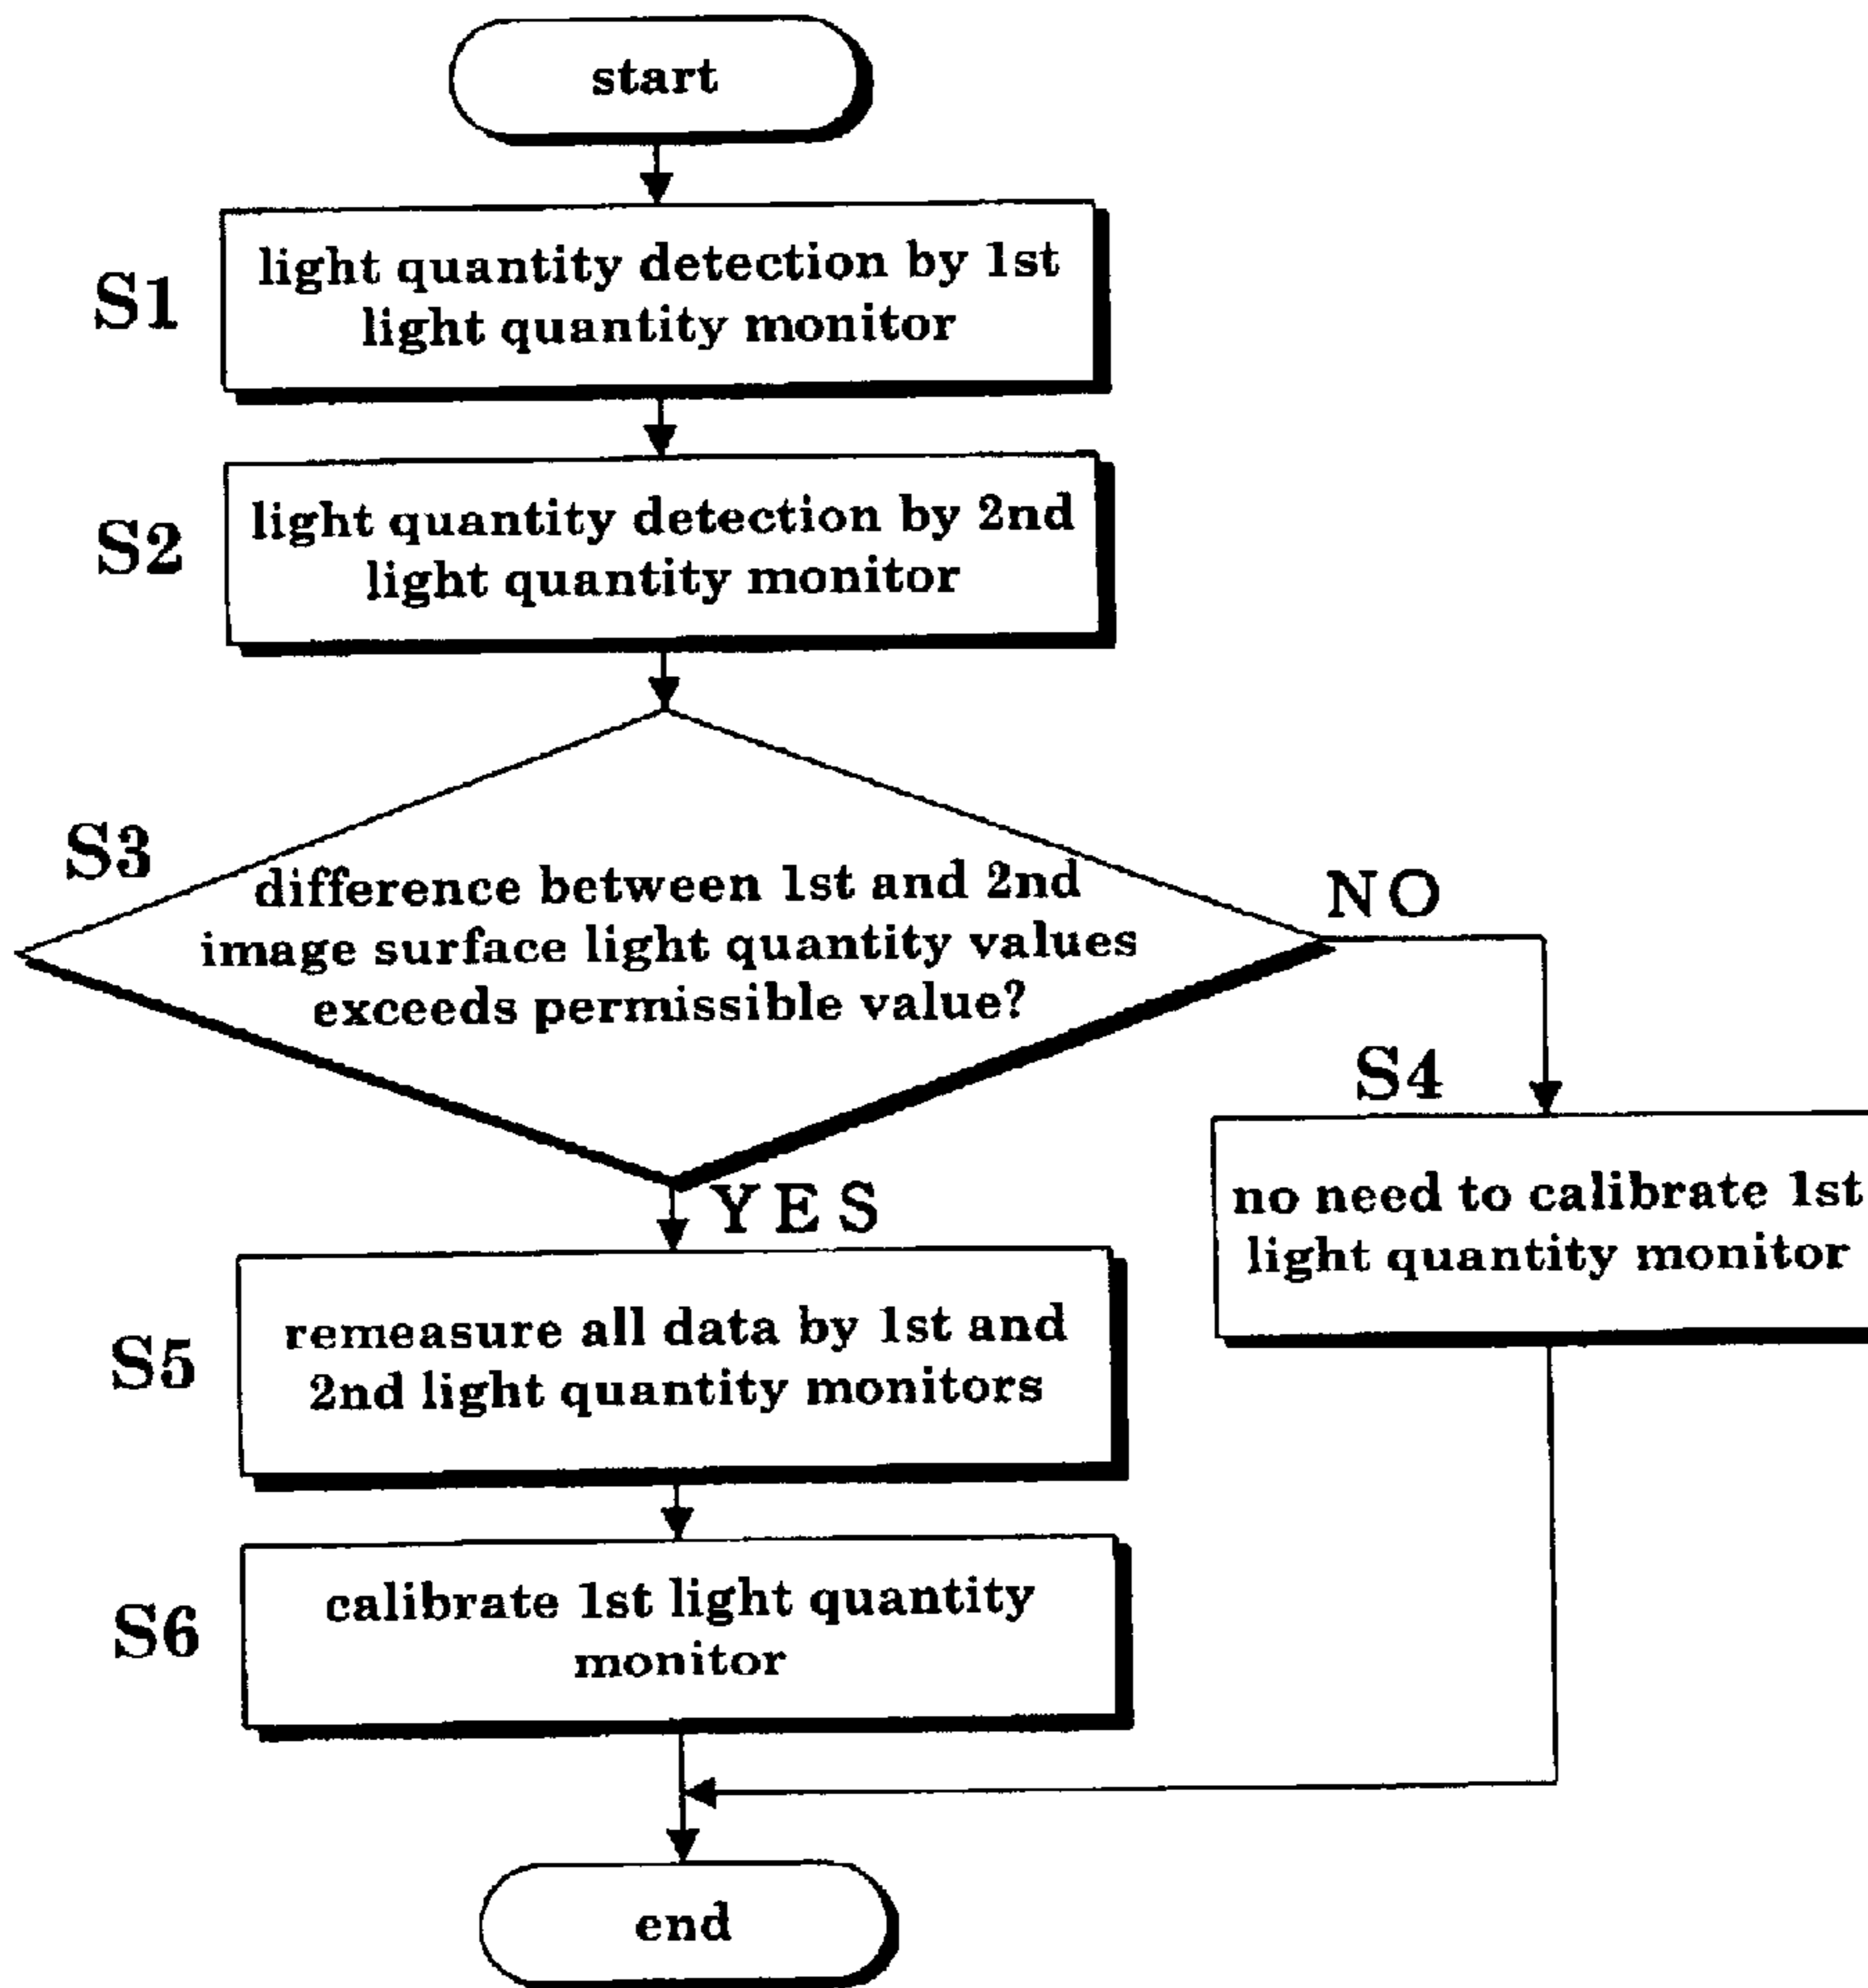 start
S1
light quantity detection by 1st
light quantity monitor
S2
light quantity detection by 2nd
light quantity monitor
S3
difference between 1st and 2nd
image surface light quantity values
exceeds permissible value?
NO
S4
no need to calibrate 1st
light quantity monitor
YES
S5
remeasure all data by 1st and
2nd light quantity monitors
S6
calibrate 1st light quantity
monitor
end